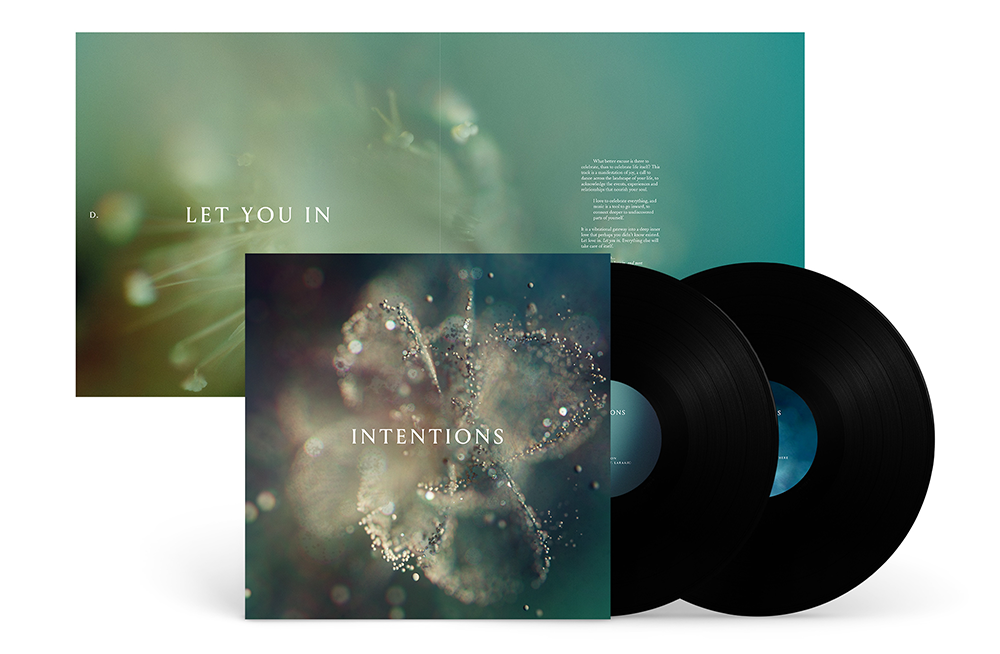 What better excuse is there to
celebrate, than to celebrate life itself? This
track is a manifestation of joy, a call to
dance across the landscape of your life, to
acknowledge the events, experiences and
relationships that nourish your soul.
I love to celebrate everything, and
music is a tool to go inward, to
connect deeper to undiscovered
parts of yourself.
It is a vibrational gateway into a deep inner
love that perhaps you didn't know existed.
Let love in. Let you in. Everything else will
take care of itself.
D.
LET YOU IN
INTENTIONS
ONS
S